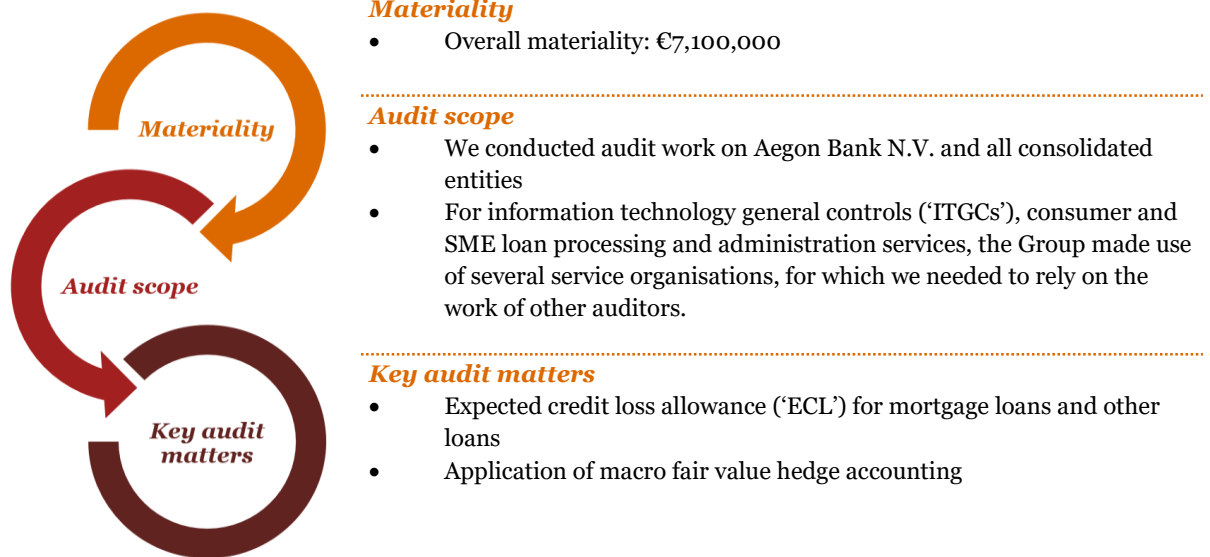 Materiality
• Overall materiality: €7,100,000
Materiality
Audit scope
• We conducted audit work on Aegon Bank N.V. and all consolidated
entities
• For information technology general controls (‘ITGCs’), consumer and
SME loan processing and administration services, the Group made use
of several service organisations, for which we needed to rely on the
work of other auditors.
Audit scope
Key audit matters
• Expected credit loss allowance (‘ECL’) for mortgage loans and other
loans
• Application of macro fair value hedge accounting
Key audit
matters